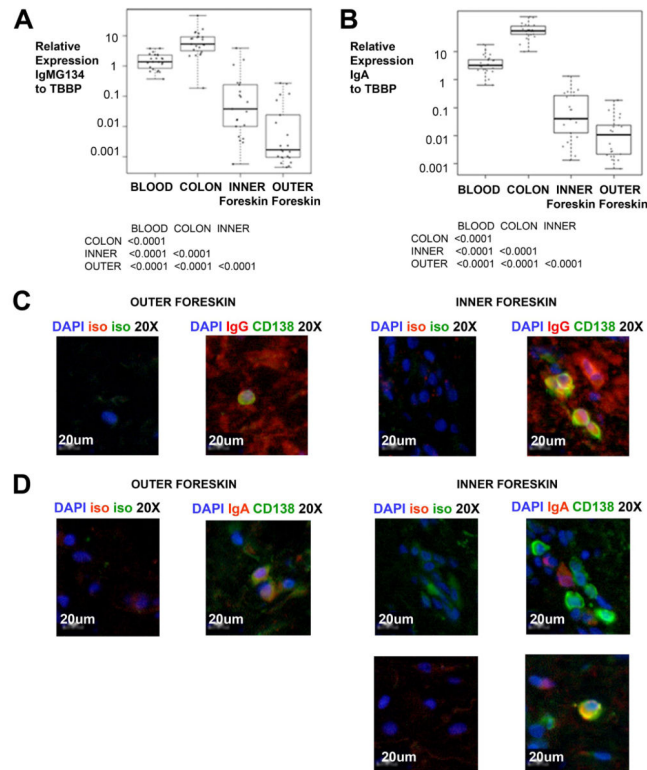 A
Relative
Expression
IgMG134
to TBBP
10
1
0.1
0.01
0.001
BLOOD COLON INNER OUTER
Foreskin Foreskin
BLOOD COLON INNER
COLON <0.0001
INNER <0.0001 <0.0001
OUTER <0.0001 <0.0001 <0.0001
B
Relative
Expression
IgA
to TBBP
10
1
0.1
0.01
0.001
BLOOD COLON INNER OUTER
Foreskin Foreskin
BLOOD COLON INNER
COLON <0.0001
INNER <0.0001 <0.0001
OUTER <0.0001 <0.0001 <0.0001
C
OUTER FORESKIN
DAPI iso iso 20X
DAPI IgG CD138 20X
20um
20um
INNER FORESKIN
DAPI iso iso 20X
DAPI IgG CD138 20X
20um
20um
D
OUTER FORESKIN
DAPI iso iso 20X
DAPI IgA CD138 20X
20um
20um
INNER FORESKIN
DAPI iso iso 20X
DAPI IgA CD138 20X
20um
20um
20um
20um